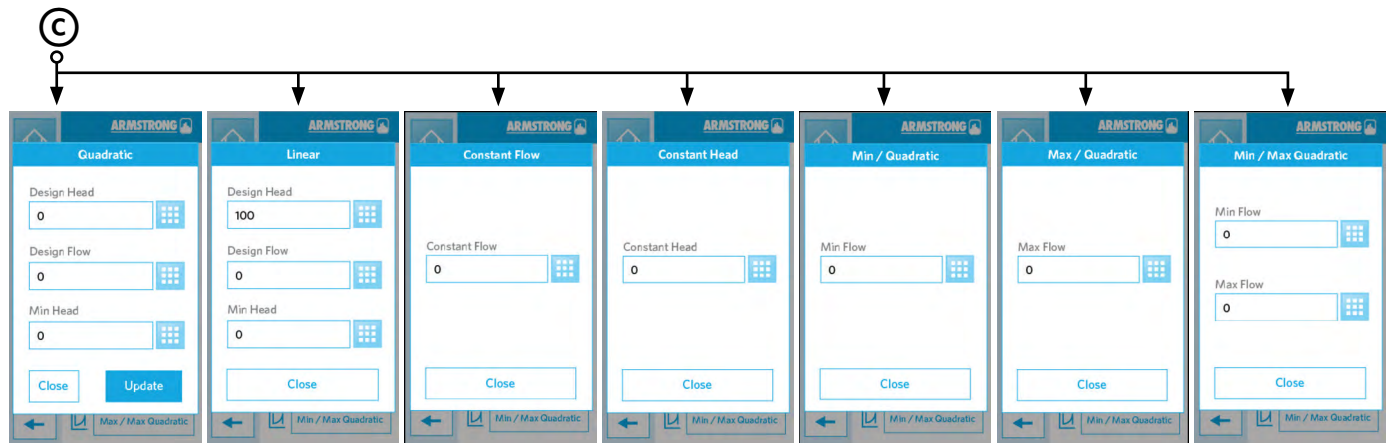 C
ARMSTRONG
Quadratic
Design Head
0
Design Flow
0
Min Head
0
Close
Update
Max / Max Quadratic
ARMSTRONG
Linear
Design Head
100
Design Flow
0
Min Head
0
Close
Min / Max Quadratic
ARMSTRONG
Constant Flow
Constant Flow
0
Close
Min / Max Quadratic
ARMSTRONG
Constant Head
Constant Head
0
Close
Min / Max Quadratic
ARMSTRONG
Min / Quadratic
Min Flow
0
Close
Min / Max Quadratic
ARMSTRONG
Max / Quadratic
Max Flow
0
Close
Min / Max Quadratic
ARMSTRONG
Min / Max Quadratic
Min Flow
0
Max Flow
0
Close
Min / Max Quadratic